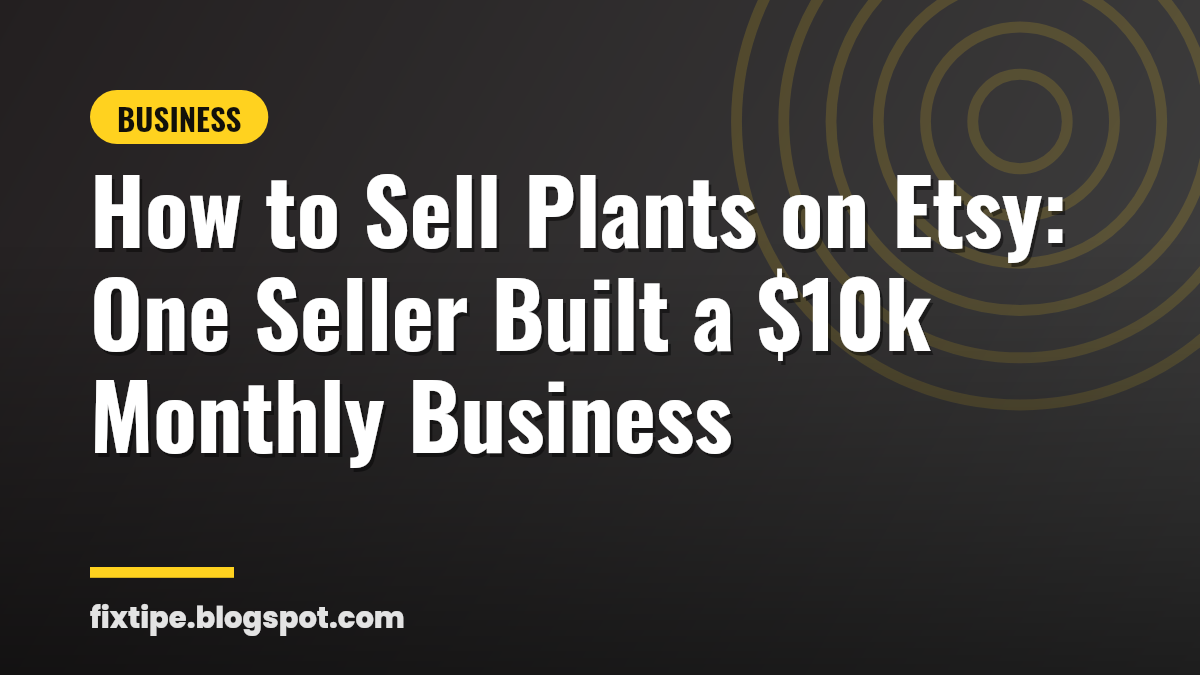 BUSINESS
How to Sell Plants on Etsy:
One Seller Built a $10k
Monthly Business
fixtipe.blogspot.com